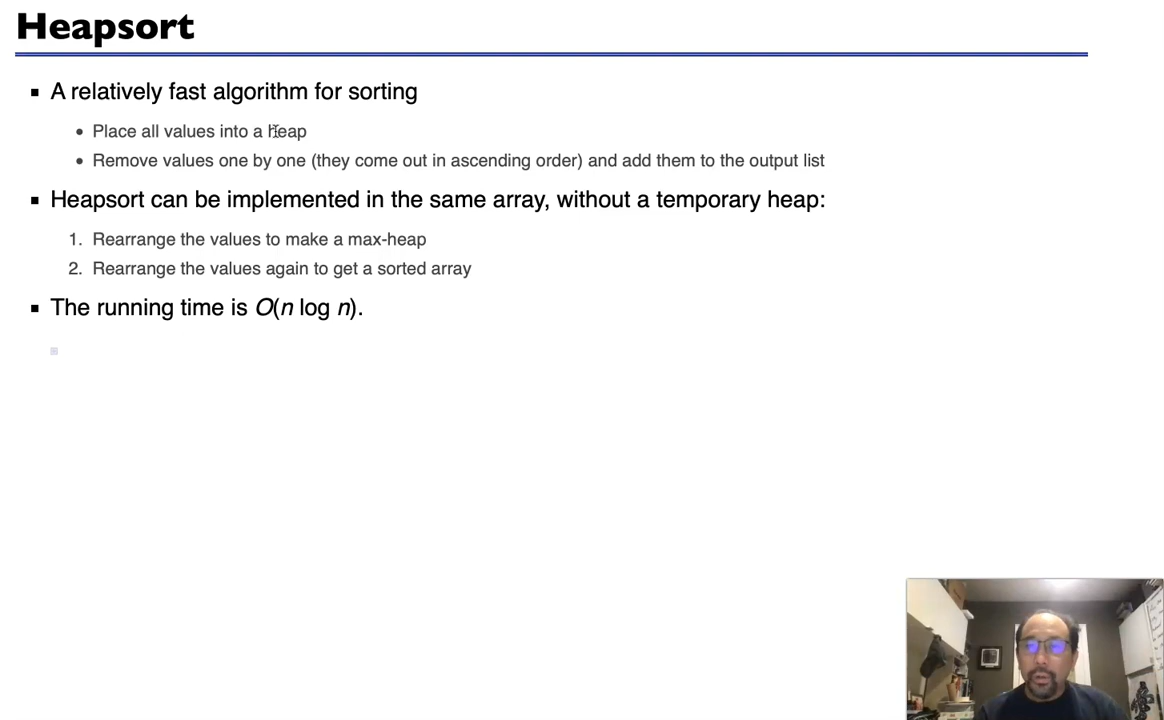 Heapsort
▪ A relatively fast algorithm for sorting
• Place all values into a heap
• Remove values one by one (they come out in ascending order) and add them to the output list
▪ Heapsort can be implemented in the same array, without a temporary heap:
1. Rearrange the values to make a max-heap
2. Rearrange the values again to get a sorted array
▪ The running time is O(n log n).